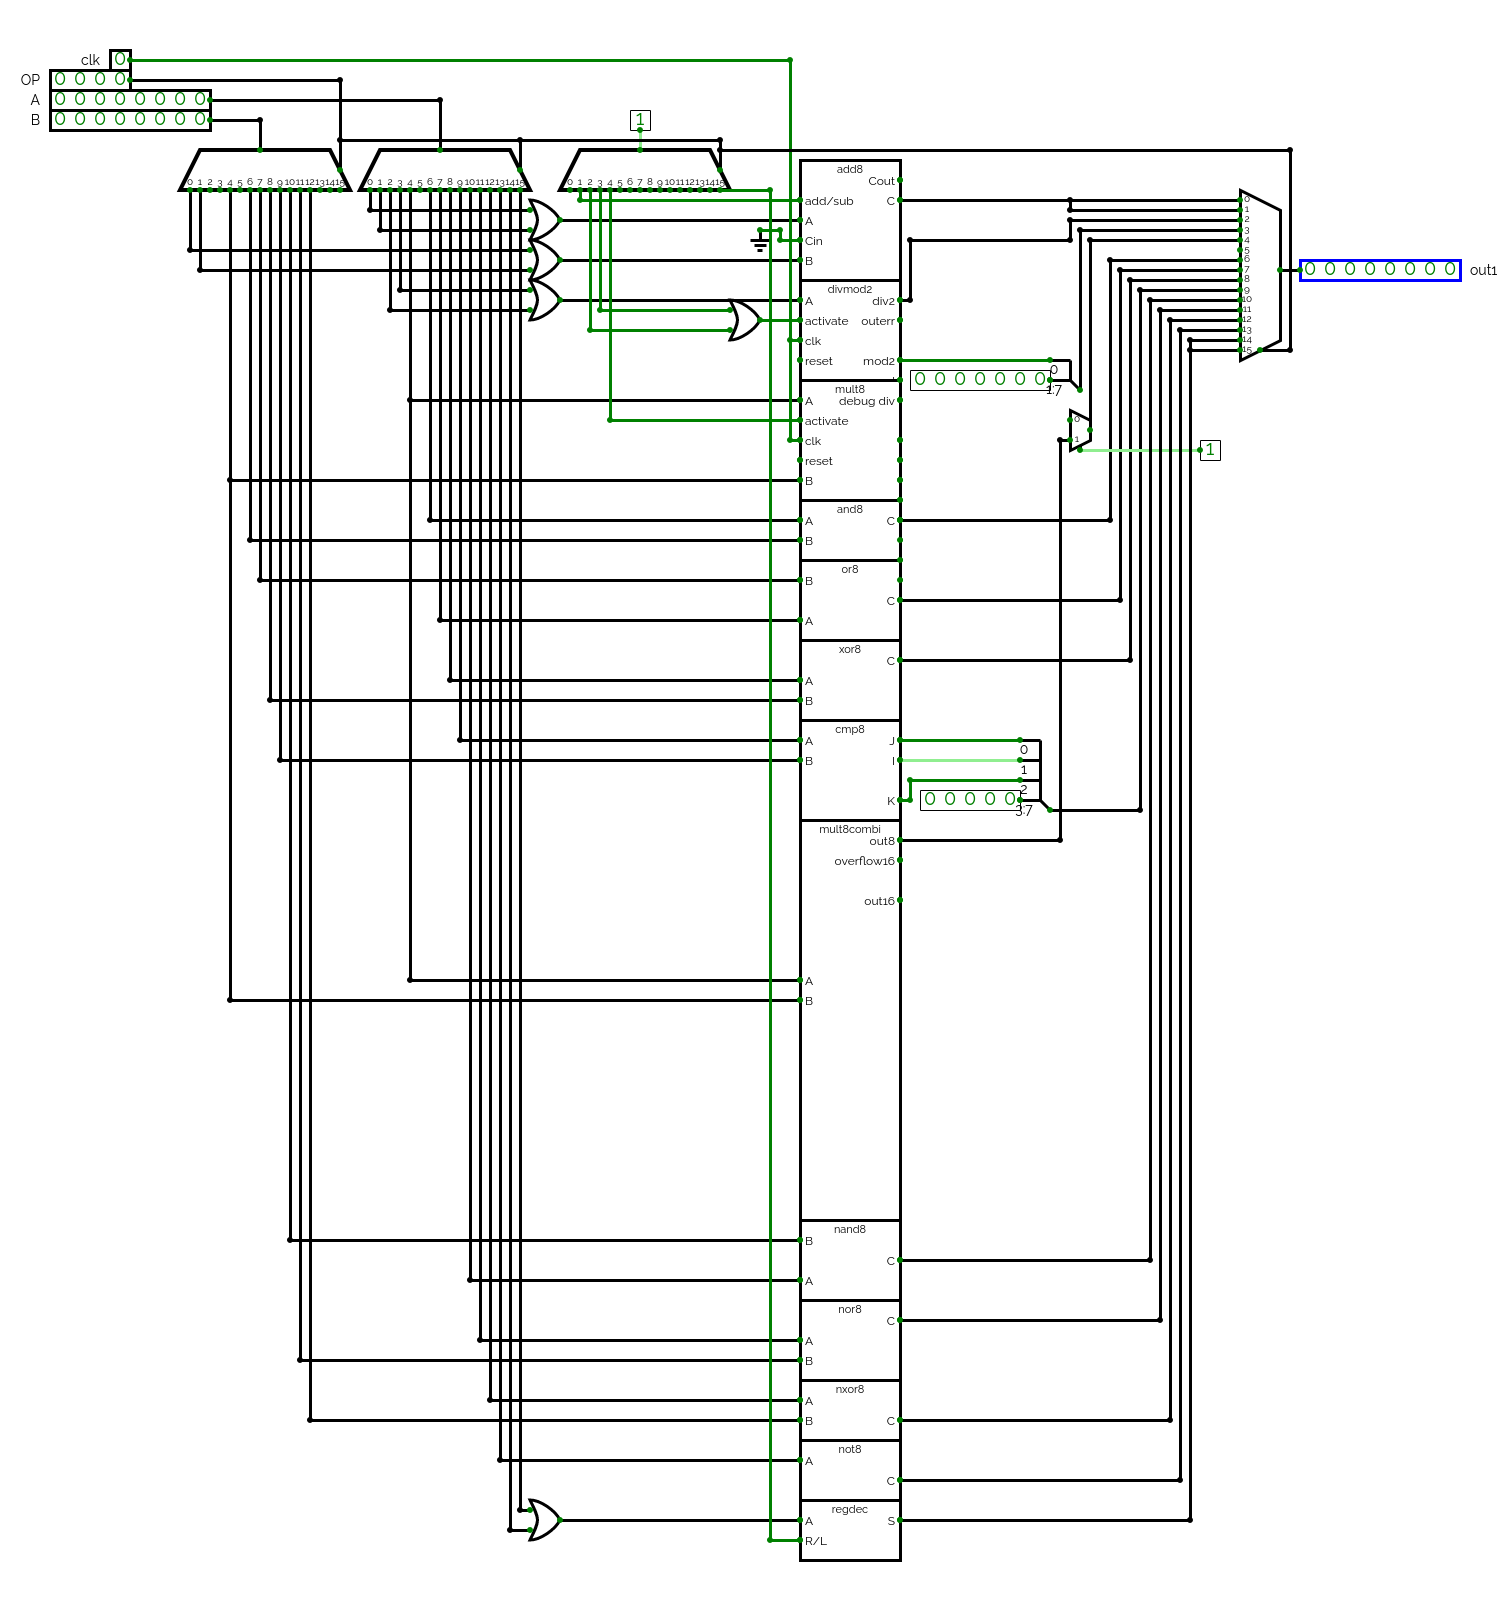 clk 0
OP 0 0 0 0
A 0 0 0 0 0 0 0 0
B 0 0 0 0 0 0 0 0
1
0 1 2 3 4 5 6 7 8 9 10 11 12 13 14 15
0 1 2 3 4 5 6 7 8 9 10 11 12 13 14 15
0 1 2 3 4 5 6 7 8 9 10 11 12 13 14 15
add8
Cout
add/sub
C
A
Cin
B
divmod2
A
div2
activate
outerr
clk
reset
mod2
0
0 0 0 0 0 0 0
1:7
mult8
A
debug div
activate
clk
reset
B
0
1
1
0
1
2
3
4
5
6
7
8
9
10
11
12
13
14
15
0 0 0 0 0 0 0 0 out1
and8
A
C
B
or8
B
C
A
xor8
C
A
B
cmp8
A
J
0
B
I
1
2
K
0 0 0 0 0
3:7
mult8combi
out8
overflow16
out16
A
B
nand8
B
C
A
nor8
C
A
B
nxor8
A
B
C
not8
A
C
regdec
A
S
R/L